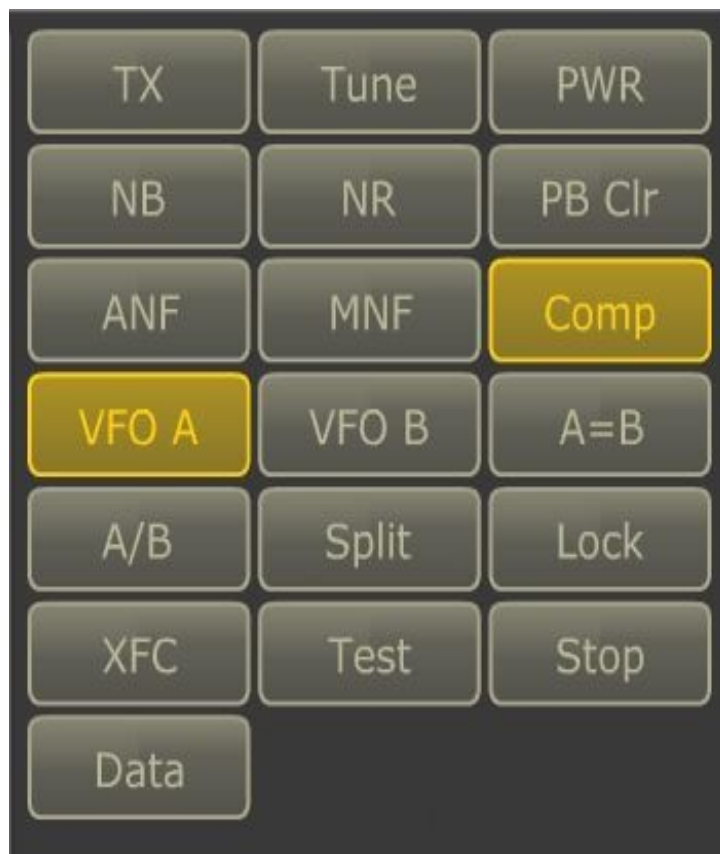 TX Tune PWR
NB NR PB Clr
ANF MNF Comp
VFO A VFO B A=B
A/B Split Lock
XFC Test Stop
Data